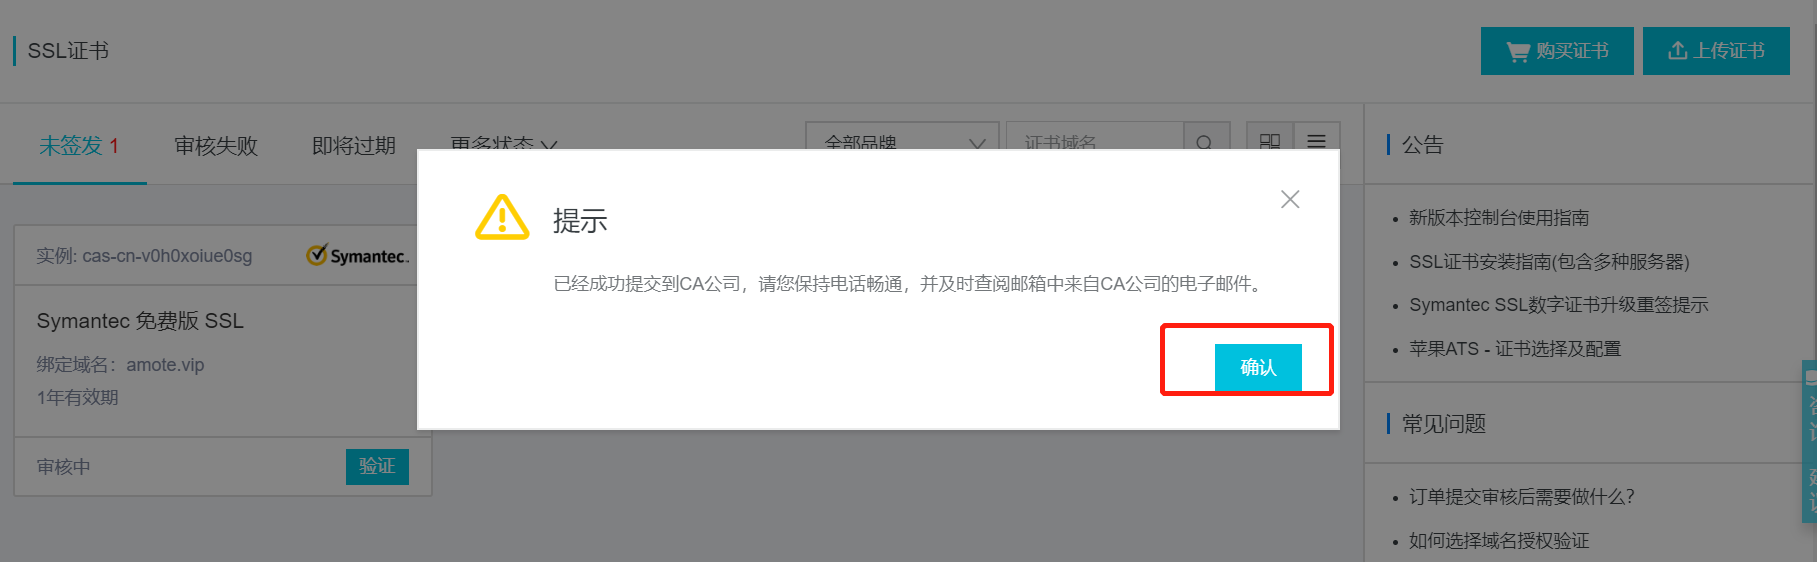 SSL证书
购买证书
上传证书
未签发 1
审核失败
即将过期
更多状态
全部品牌
证书域名
公告
提示
已经成功提交到CA公司，请您保持电话畅通，并及时查阅邮箱中来自CA公司的电子邮件。
确认
实例: cas-cn-v0h0xoiue0sg
Symantec.
Symantec 免费版 SSL
绑定域名：amote.vip
1年有效期
审核中
验证
新版本控制台使用指南
SSL证书安装指南(包含多种服务器)
Symantec SSL数字证书升级重签提示
苹果ATS - 证书选择及配置
常见问题
订单提交审核后需要做什么?
如何选择域名授权验证